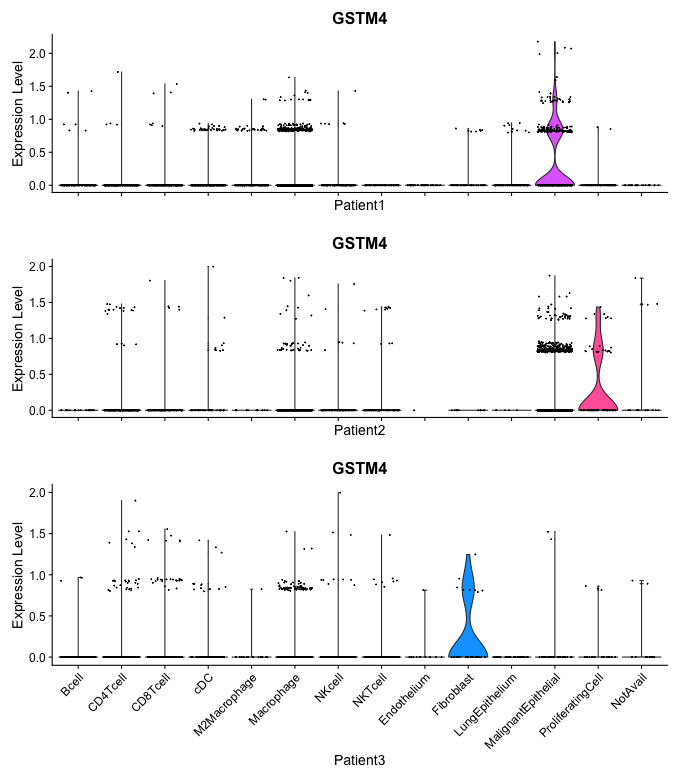 GSTM4
Expression Level
2.0
1.5
1.0
0.5
0.0
Patient1
GSTM4
Expression Level
2.0
1.5
1.0
0.5
0.0
Patient2
GSTM4
Expression Level
2.0
1.5
1.0
0.5
0.0
Bcell
CD4Tcell
CD8Tcell
cDC
M2Macrophage
Macrophage
NKcell
NKTcell
Endothelium
Fibroblast
LungEpithelium
MalignantEpithelial
ProliferatingCell
NotAvail
Patient3